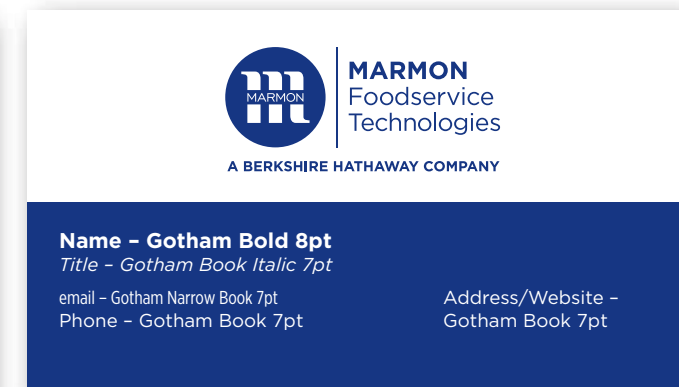 MARMON
MARMON
Foodservice
Technologies
A BERKSHIRE HATHAWAY COMPANY
Name – Gotham Bold 8pt
Title – Gotham Book Italic 7pt
email – Gotham Narrow Book 7pt
Phone – Gotham Book 7pt
Address/Website –
Gotham Book 7pt